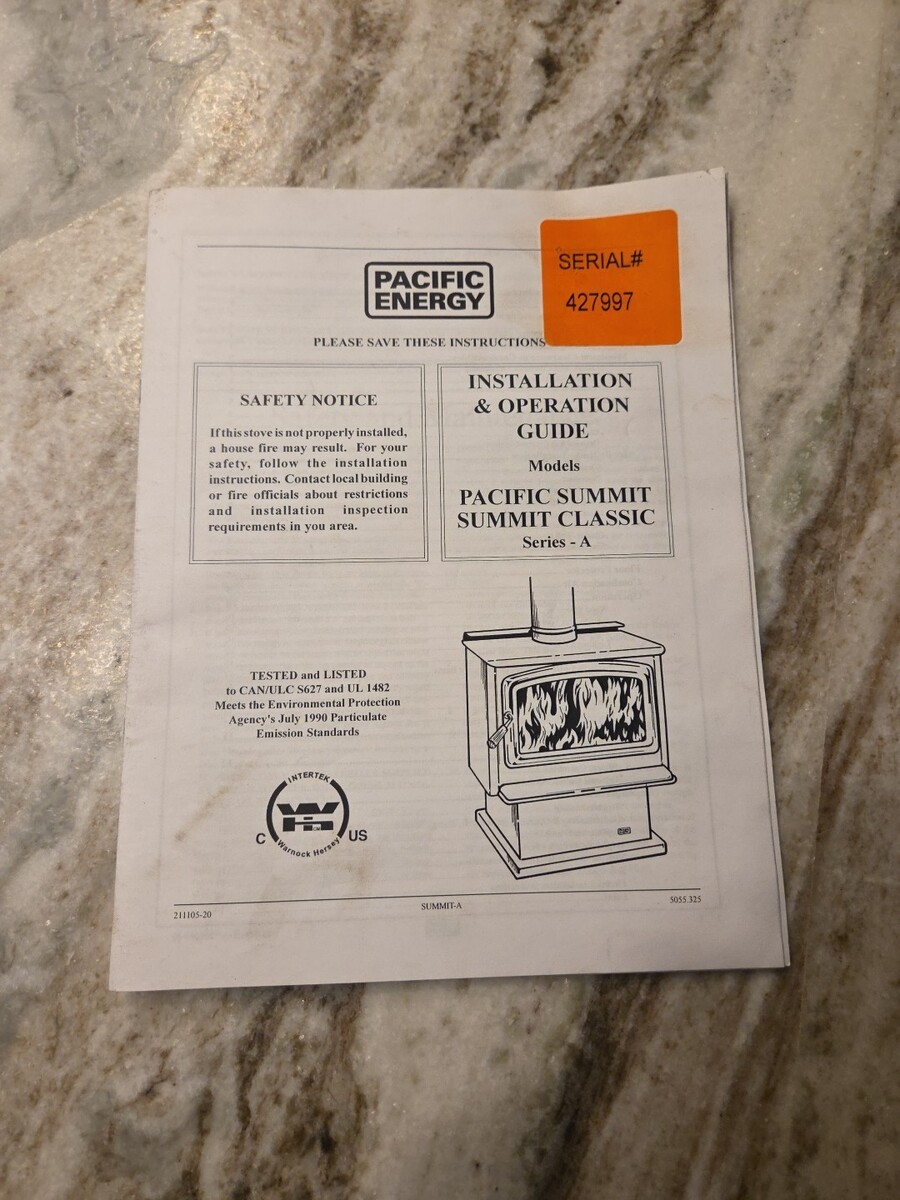 PACIFIC
ENERGY
SERIAL#
427997
PLEASE SAVE THESE INSTRUCTIONS
SAFETY NOTICE
If this stove is not properly installed,
a house fire may result. For your
safety, follow the installation
instructions. Contact local building
or fire officials about restrictions
and installation inspection
requirements in you area.
INSTALLATION
& OPERATION
GUIDE
Models
PACIFIC SUMMIT
SUMMIT CLASSIC
Series - A
TESTED and LISTED
to CAN/ULC S627 and UL 1482
Meets the Environmental Protection
Agency's July 1990 Particulate
Emission Standards
INTERTEK
WH
C US
Warnock Hersey
211105-20
SUMMIT-A
5055.325